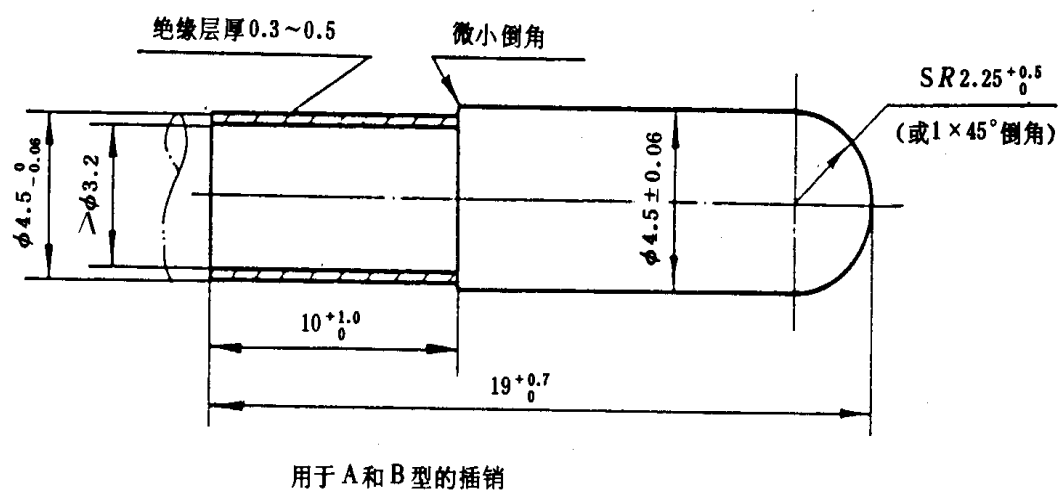 绝缘层厚0.3~0.5
微小倒角
SR2.25 +0.5 0
(或1×45°倒角)
φ4.5 0 -0.06
>φ3.2
φ4.5±0.06
10 +1.0 0
19 +0.7 0
用于A和B型的插销